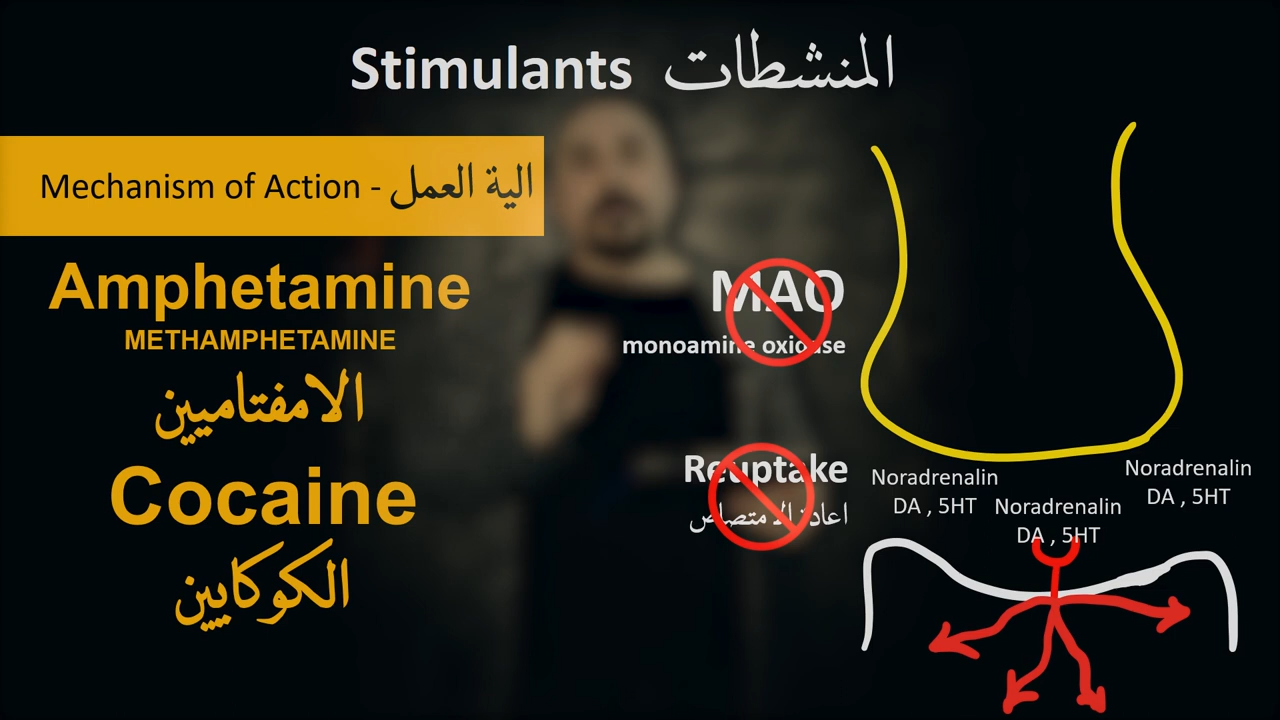 Stimulants المنشطات
Mechanism of Action - الية العمل
Amphetamine
METHAMPHETAMINE
الامفتاميين
Cocaine
الكوكايين
MAO
monoamine oxidase
Reuptake
اعادة الامتصاص
Noradrenalin
DA , 5HT
Noradrenalin
DA , 5HT
Noradrenalin
DA , 5HT